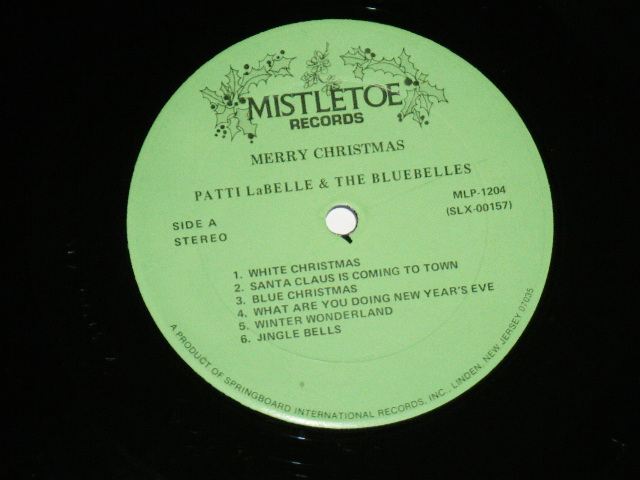 MISTLETOE
RECORDS
MERRY CHRISTMAS
PATTI LaBELLE & THE BLUEBELLES
SIDE A
STEREO
MLP-1204
(SLX-00157)
1. WHITE CHRISTMAS
2. SANTA CLAUS IS COMING TO TOWN
3. BLUE CHRISTMAS
4. WHAT ARE YOU DOING NEW YEAR'S EVE
5. WINTER WONDERLAND
6. JINGLE BELLS
A PRODUCT OF SPRINGBOARD INTERNATIONAL RECORDS, INC., LINDEN, NEW JERSEY 07035